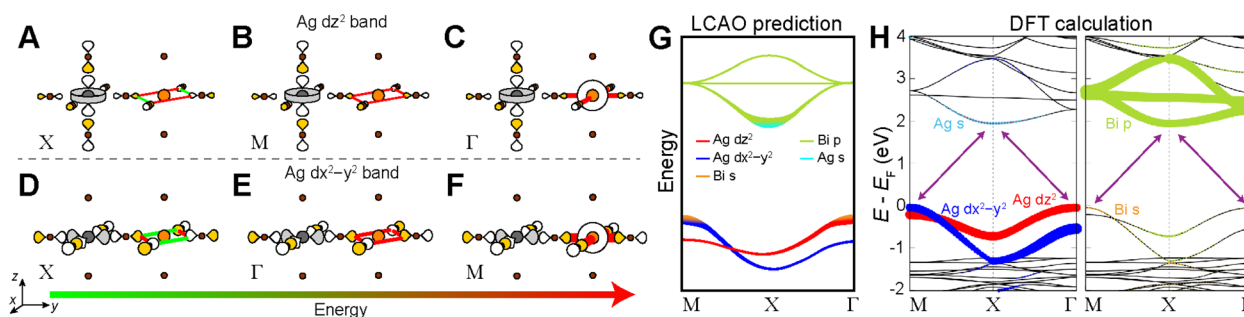 Ag dz²  band
A
B
C
X
M
Γ
Ag dx²−y²  band
D
E
F
X
Γ
M
z
x
y
Energy
LCAO prediction
G
Energy
Ag dz²
Ag dx²−y²
Bi s
Bi p
Ag s
M
X
Γ
DFT calculation
H
E - E_F (eV)
4
3
2
1
0
-1
-2
Ag s
Ag dx²−y²
Ag dz²
M
X
Γ
Bi p
Bi s
M
X